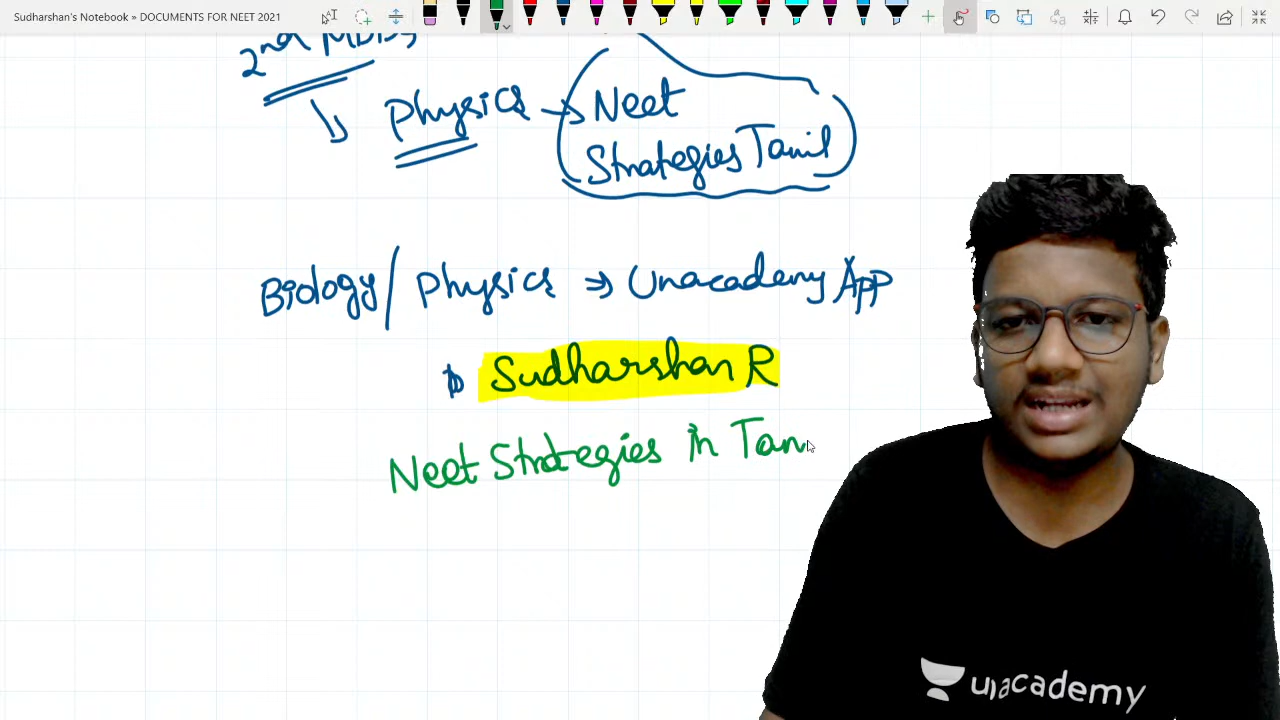 Sudharshan's Notebook » DOCUMENTS FOR NEET 2021
2nd MBBS
Physics → Neet
Strategies Tamil
Biology / Physics ⇒ Unacademy App
Sudharshan R
Neet Strategies in Tam
unacademy